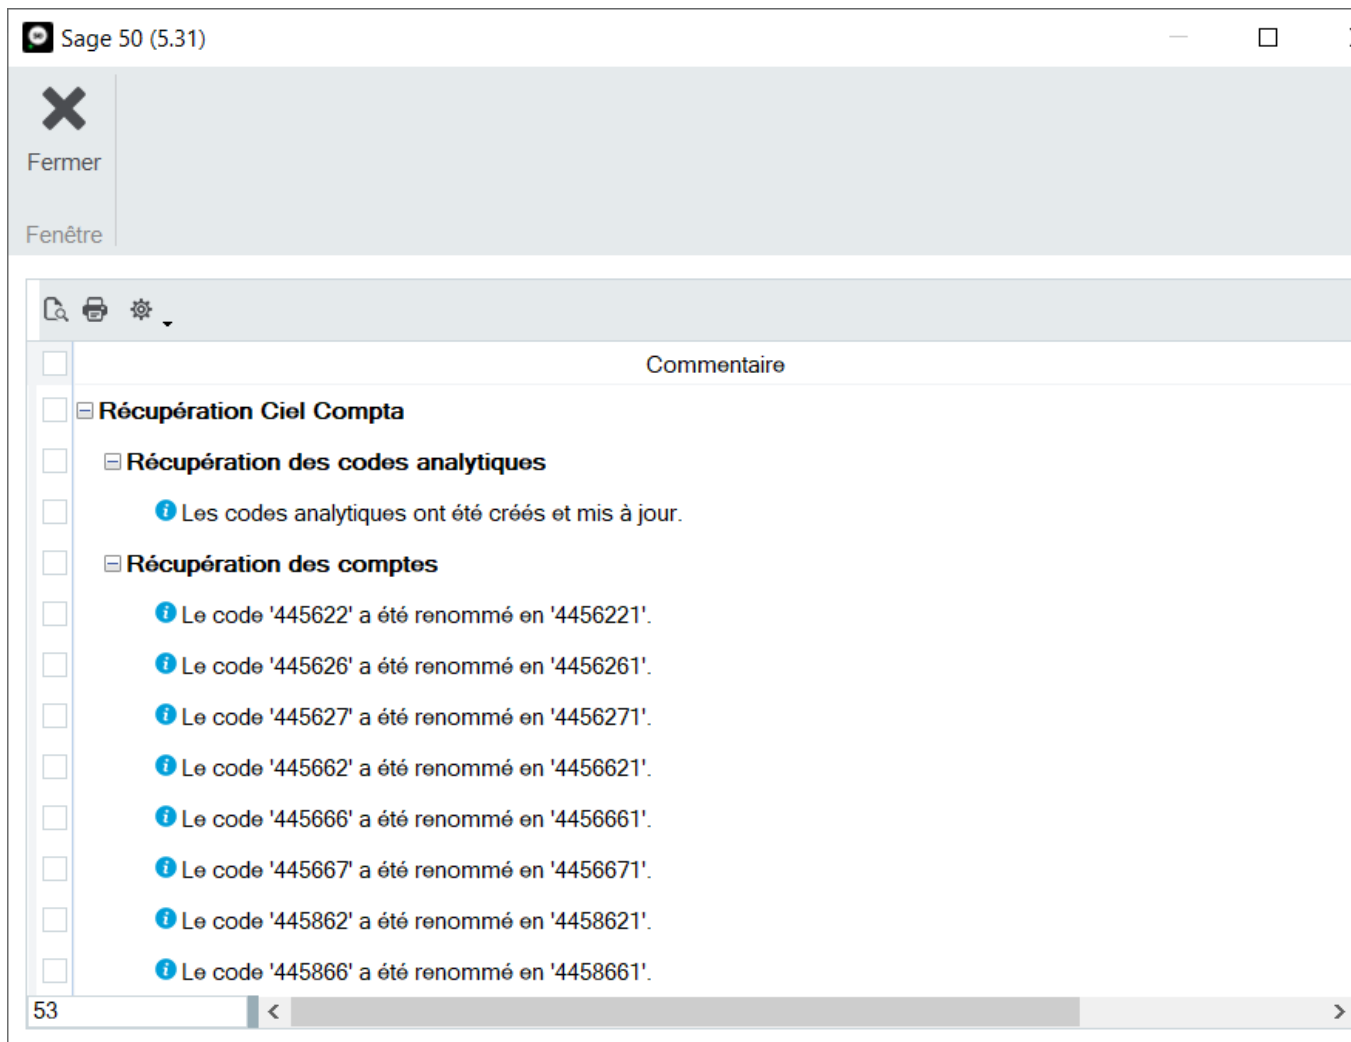 Sage 50 (5.31)
Fermer
Fenêtre
Commentaire
Récupération Ciel Compta
Récupération des codes analytiques
Les codes analytiques ont été créés et mis à jour.
Récupération des comptes
Le code '445622' a été renommé en '4456221'.
Le code '445626' a été renommé en '4456261'.
Le code '445627' a été renommé en '4456271'.
Le code '445662' a été renommé en '4456621'.
Le code '445666' a été renommé en '4456661'.
Le code '445667' a été renommé en '4456671'.
Le code '445862' a été renommé en '4458621'.
Le code '445866' a été renommé en '4458661'.
53